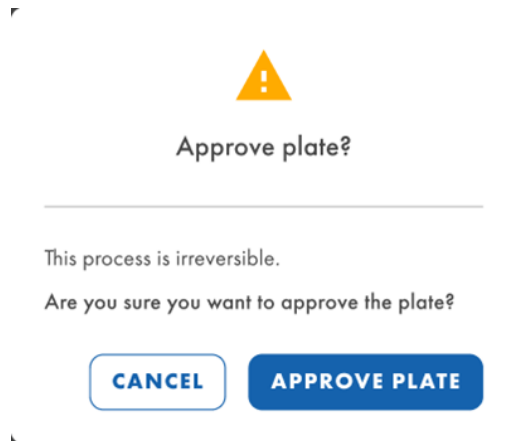 Approve plate?
This process is irreversible.
Are you sure you want to approve the plate?
CANCEL
APPROVE PLATE